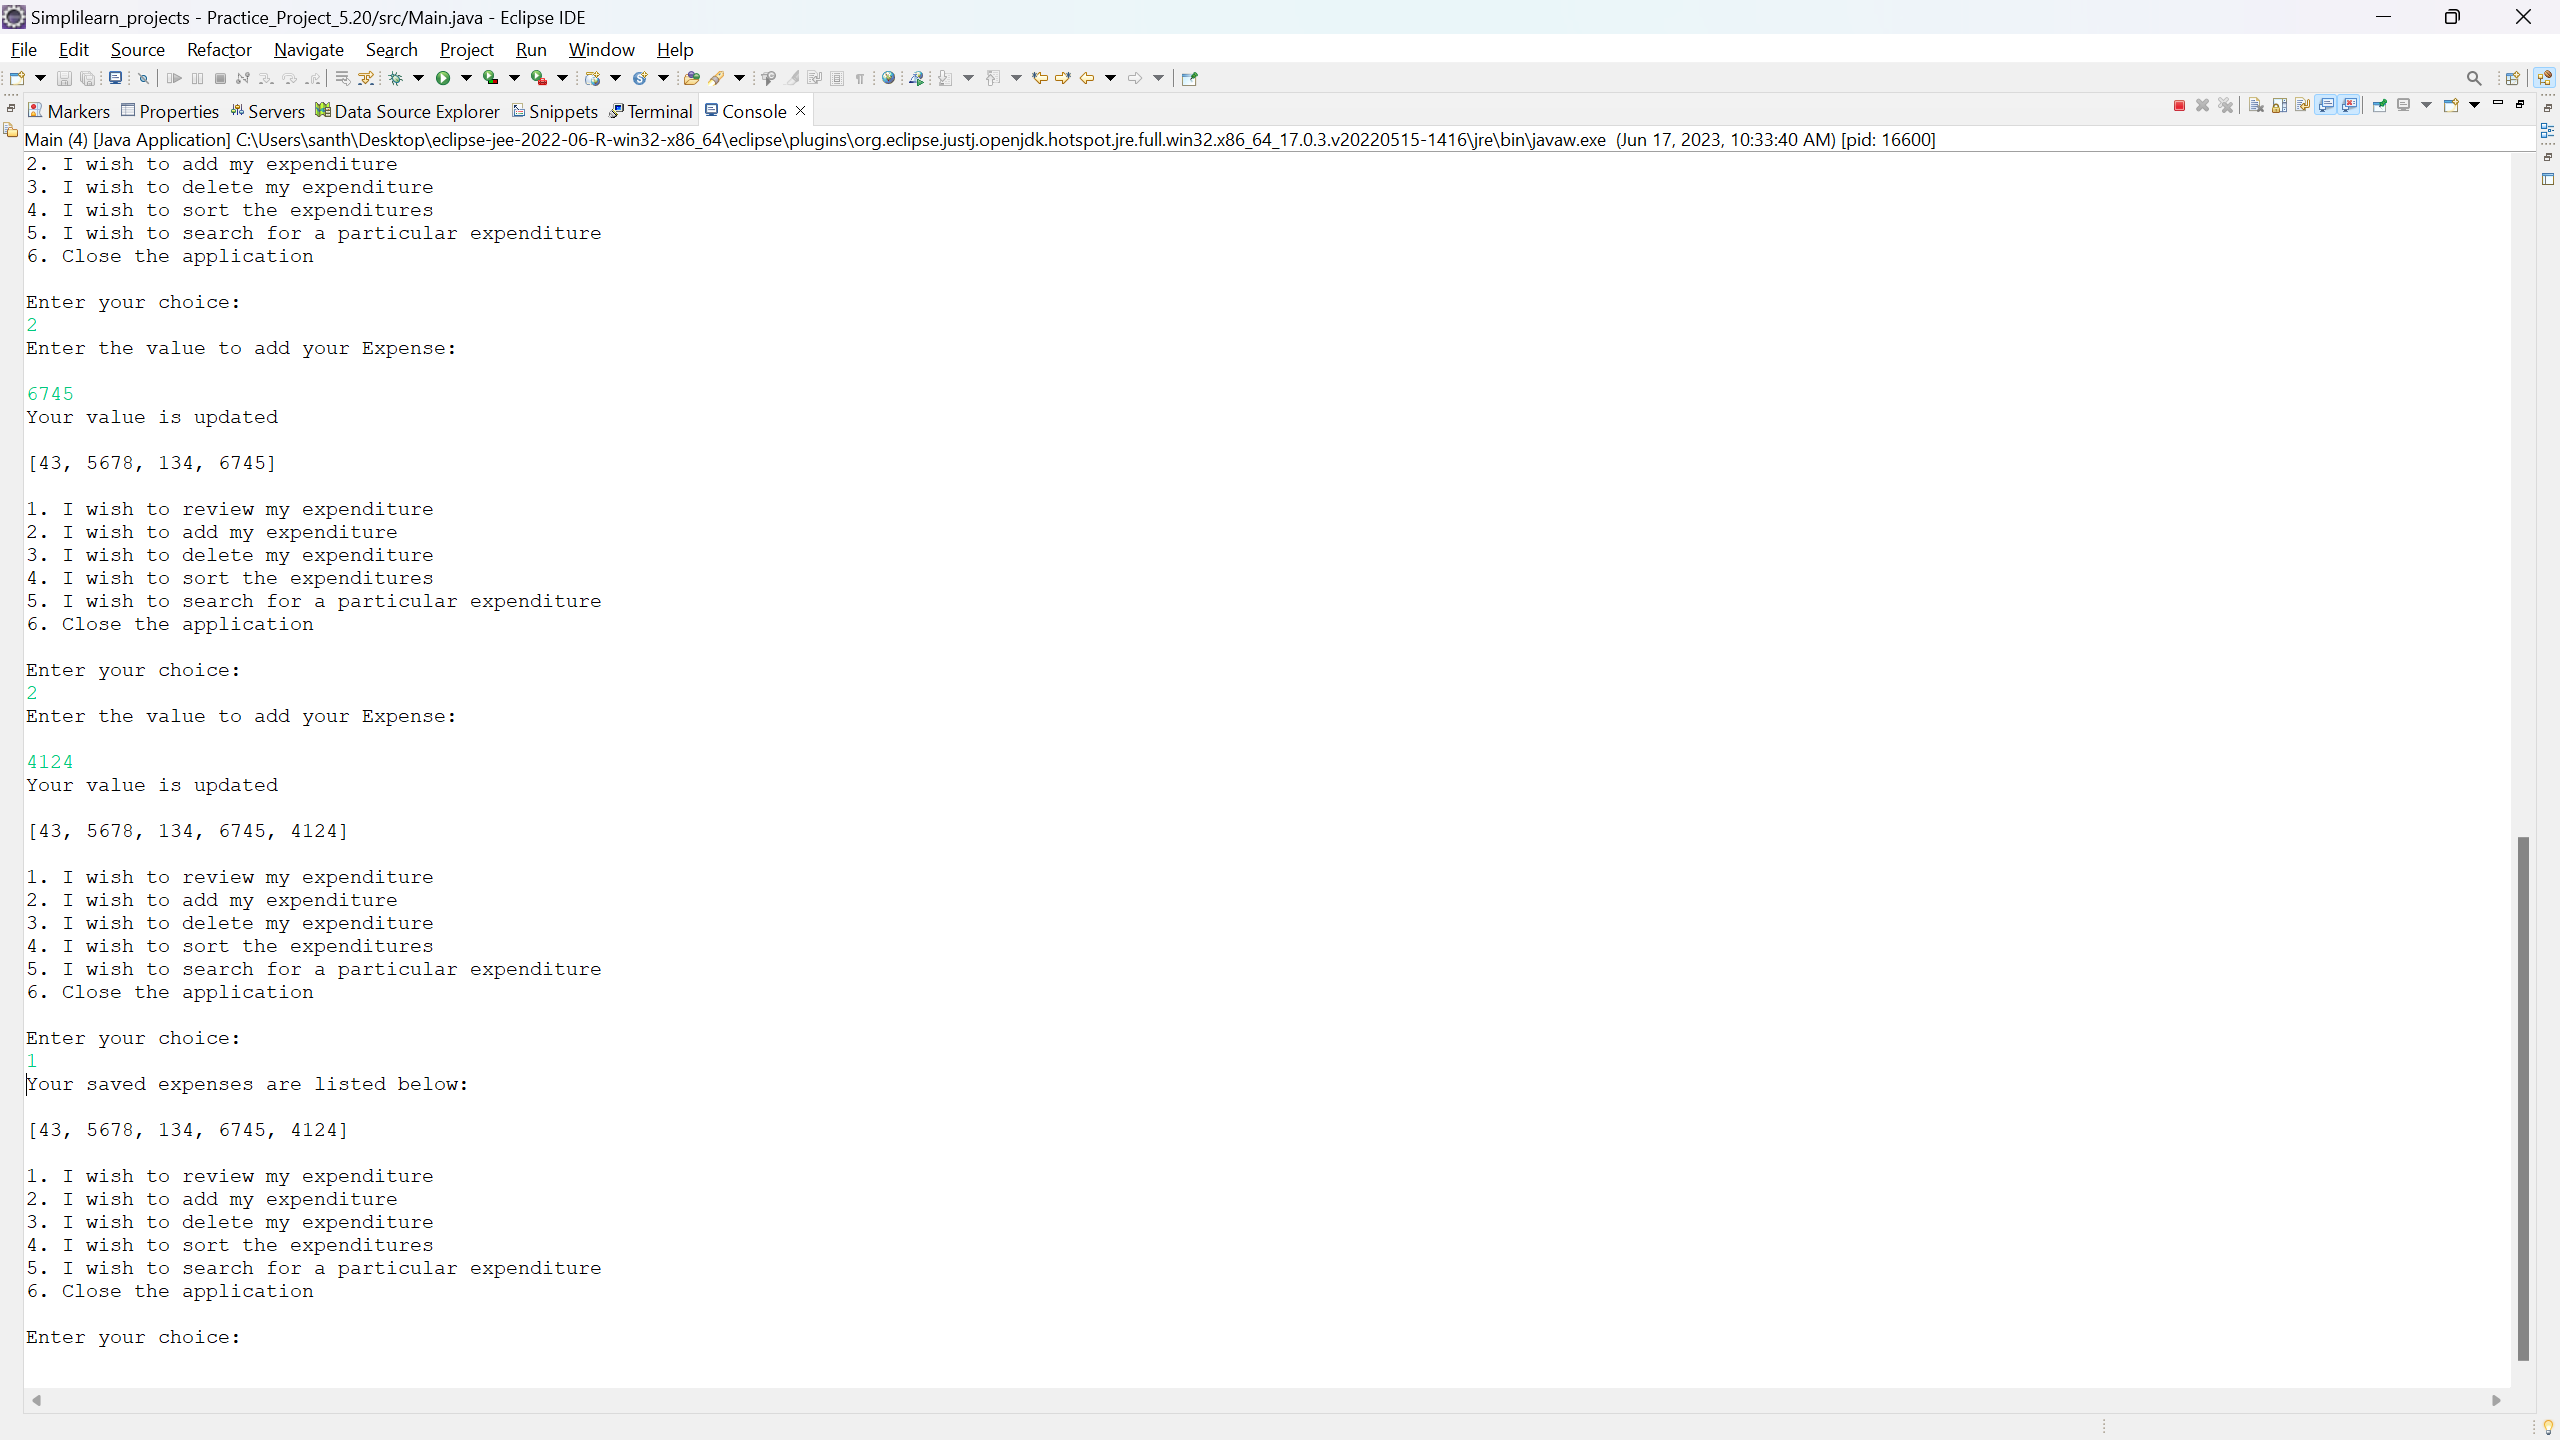 Simplilearn_projects - Practice_Project_5.20/src/Main.java - Eclipse IDE
File Edit Source Refactor Navigate Search Project Run Window Help
Markers Properties Servers Data Source Explorer Snippets Terminal Console
Main (4) [Java Application] C:\Users\santh\Desktop\eclipse-jee-2022-06-R-win32-x86_64\eclipse\plugins\org.eclipse.justj.openjdk.hotspot.jre.full.win32.x86_64_17.0.3.v20220515-1416\jre\bin\javaw.exe (Jun 17, 2023, 10:33:40 AM) [pid: 16600]
2. I wish to add my expenditure
3. I wish to delete my expenditure
4. I wish to sort the expenditures
5. I wish to search for a particular expenditure
6. Close the application
Enter your choice:
2
Enter the value to add your Expense:
6745
Your value is updated
[43, 5678, 134, 6745]
1. I wish to review my expenditure
2. I wish to add my expenditure
3. I wish to delete my expenditure
4. I wish to sort the expenditures
5. I wish to search for a particular expenditure
6. Close the application
Enter your choice:
2
Enter the value to add your Expense:
4124
Your value is updated
[43, 5678, 134, 6745, 4124]
1. I wish to review my expenditure
2. I wish to add my expenditure
3. I wish to delete my expenditure
4. I wish to sort the expenditures
5. I wish to search for a particular expenditure
6. Close the application
Enter your choice:
1
Your saved expenses are listed below:
[43, 5678, 134, 6745, 4124]
1. I wish to review my expenditure
2. I wish to add my expenditure
3. I wish to delete my expenditure
4. I wish to sort the expenditures
5. I wish to search for a particular expenditure
6. Close the application
Enter your choice: